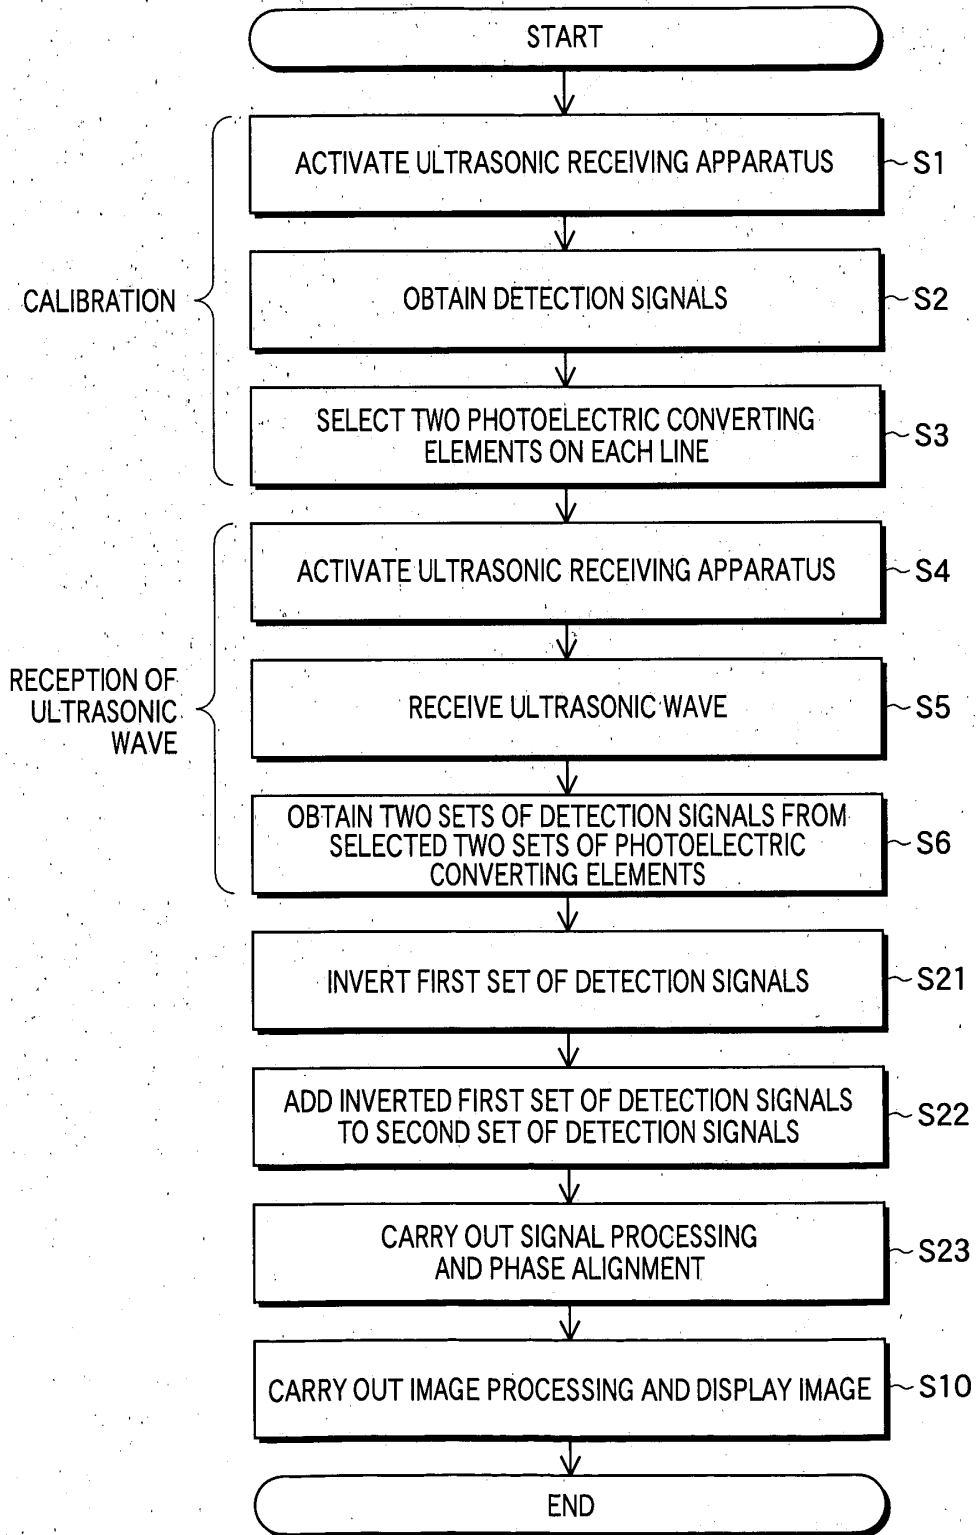 START
ACTIVATE ULTRASONIC RECEIVING APPARATUS
S1
CALIBRATION
OBTAIN DETECTION SIGNALS
S2
SELECT TWO PHOTOELECTRIC CONVERTING
ELEMENTS ON EACH LINE
S3
ACTIVATE ULTRASONIC RECEIVING APPARATUS
S4
RECEPTION OF
ULTRASONIC
WAVE
RECEIVE ULTRASONIC WAVE
S5
OBTAIN TWO SETS OF DETECTION SIGNALS FROM
SELECTED TWO SETS OF PHOTOELECTRIC
CONVERTING ELEMENTS
S6
INVERT FIRST SET OF DETECTION SIGNALS
S21
ADD INVERTED FIRST SET OF DETECTION SIGNALS
TO SECOND SET OF DETECTION SIGNALS
S22
CARRY OUT SIGNAL PROCESSING
AND PHASE ALIGNMENT
S23
CARRY OUT IMAGE PROCESSING AND DISPLAY IMAGE
S10
END